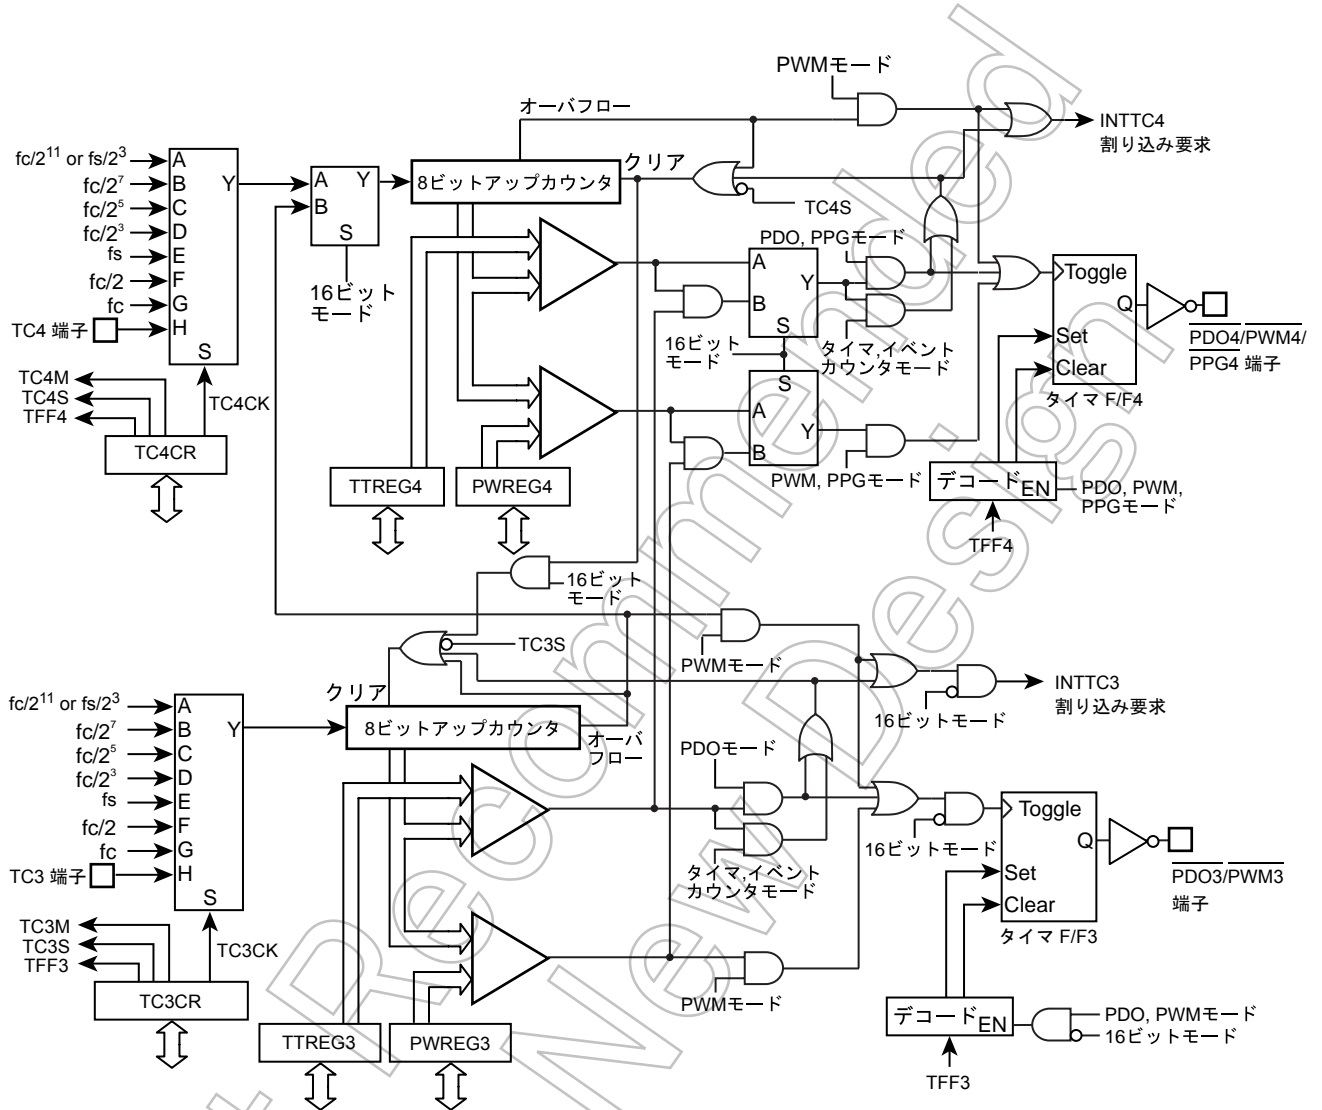 PWMモード
オーバフロー
INTTC4
割り込み要求
クリア
fc/2¹¹ or fs/2³
fc/2⁷
fc/2⁵
fc/2³
fs
fc/2
fc
TC4 端子
A
B
C
D
E
F
G
H
Y
S
A
B
Y
S
16ビット
モード
8ビットアップカウンタ
TC4S
PDO, PPGモード
A
B
Y
S
16ビット
モード
タイマ,イベント
カウンタモード
S
A
B
Y
PWM, PPGモード
Toggle
Q
Set
Clear
タイマ F/F4
PDO4/PWM4/
PPG4 端子
TC4M
TC4S
TFF4
TC4CK
TC4CR
TTREG4
PWREG4
デコード EN
PDO, PWM,
PPGモード
TFF4
16ビット
モード
TC3S
PWMモード
INTTC3
割り込み要求
16ビットモード
クリア
fc/2¹¹ or fs/2³
fc/2⁷
fc/2⁵
fc/2³
fs
fc/2
fc
TC3 端子
A
B
C
D
E
F
G
H
Y
S
8ビットアップカウンタ
オーバ
フロー
PDOモード
タイマ,イベント
カウンタモード
16ビットモード
Toggle
Q
Set
Clear
タイマ F/F3
PDO3/PWM3
端子
TC3M
TC3S
TFF3
TC3CK
TC3CR
PWMモード
TTREG3
PWREG3
デコード EN
PDO, PWMモード
16ビットモード
TFF3
Recommended
New Design